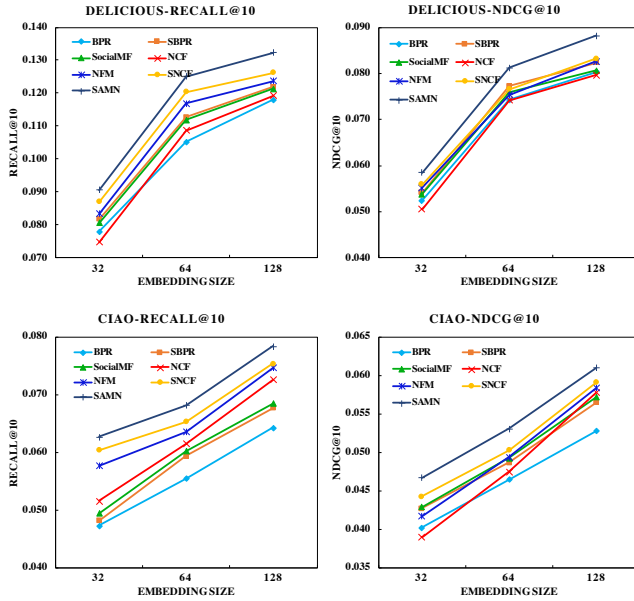 DELICIOUS-RECALL@10
0.140
0.130
0.120
0.110
0.100
0.090
0.080
0.070
RECALL@10
BPR SBPR
SocialMF NCF
NFM SNCF
SAMN
32 64 128
EMBEDDING SIZE
DELICIOUS-NDCG@10
0.090
0.080
0.070
0.060
0.050
0.040
NDCG@10
BPR SBPR
SocialMF NCF
NFM SNCF
SAMN
32 64 128
EMBEDDING SIZE
CIAO-RECALL@10
0.080
0.070
0.060
0.050
0.040
RECALL@10
BPR SBPR
SocialMF NCF
NFM SNCF
SAMN
32 64 128
EMBEDDING SIZE
CIAO-NDCG@10
0.065
0.060
0.055
0.050
0.045
0.040
0.035
NDCG@10
BPR SBPR
SocialMF NCF
NFM SNCF
SAMN
32 64 128
EMBEDDING SIZE